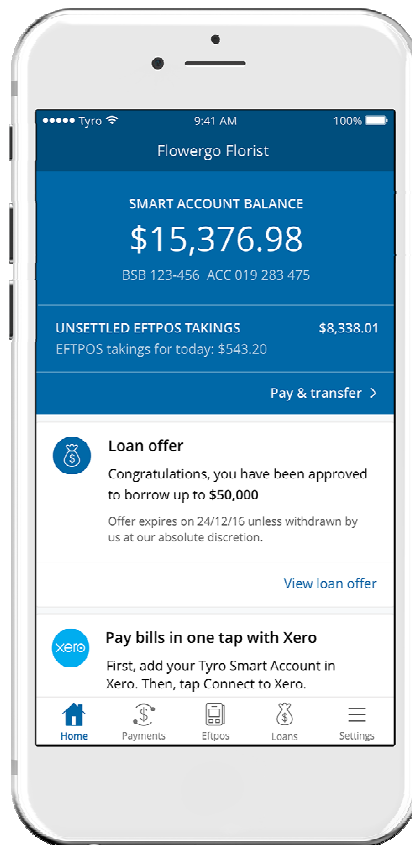 Tyro
9:41 AM
100%
Flowergo Florist
SMART ACCOUNT BALANCE
$15,376.98
BSB 123-456 ACC 019 283 475
UNSETTLED EFTPOS TAKINGS $8,338.01
EFTPOS takings for today: $543.20
Pay & transfer >
Loan offer
Congratulations, you have been approved
to borrow up to $50,000
Offer expires on 24/12/16 unless withdrawn by
us at our absolute discretion.
View loan offer
xero
Pay bills in one tap with Xero
First, add your Tyro Smart Account in
Xero. Then, tap Connect to Xero.
Home Payments Eftpos Loans Settings